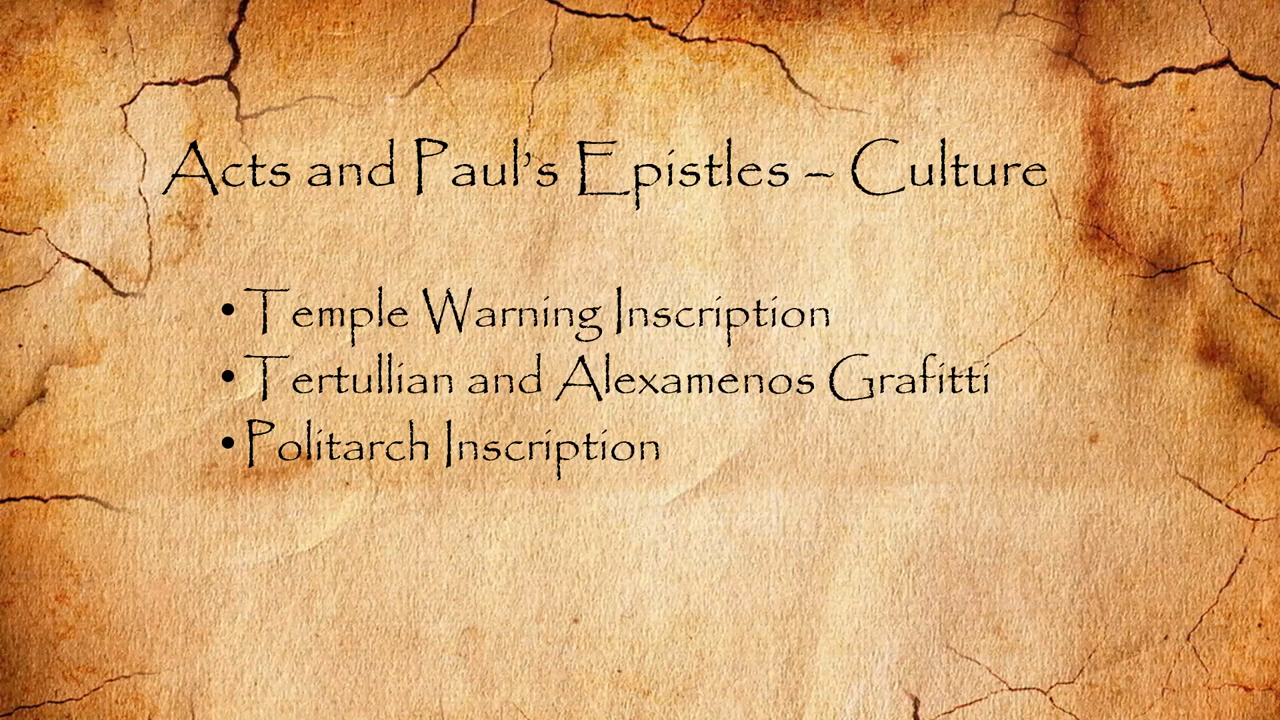 Acts and Paul’s Epistles – Culture
• Temple Warning Inscription
• Tertullian and Alexamenos Grafitti
• Politarch Inscription